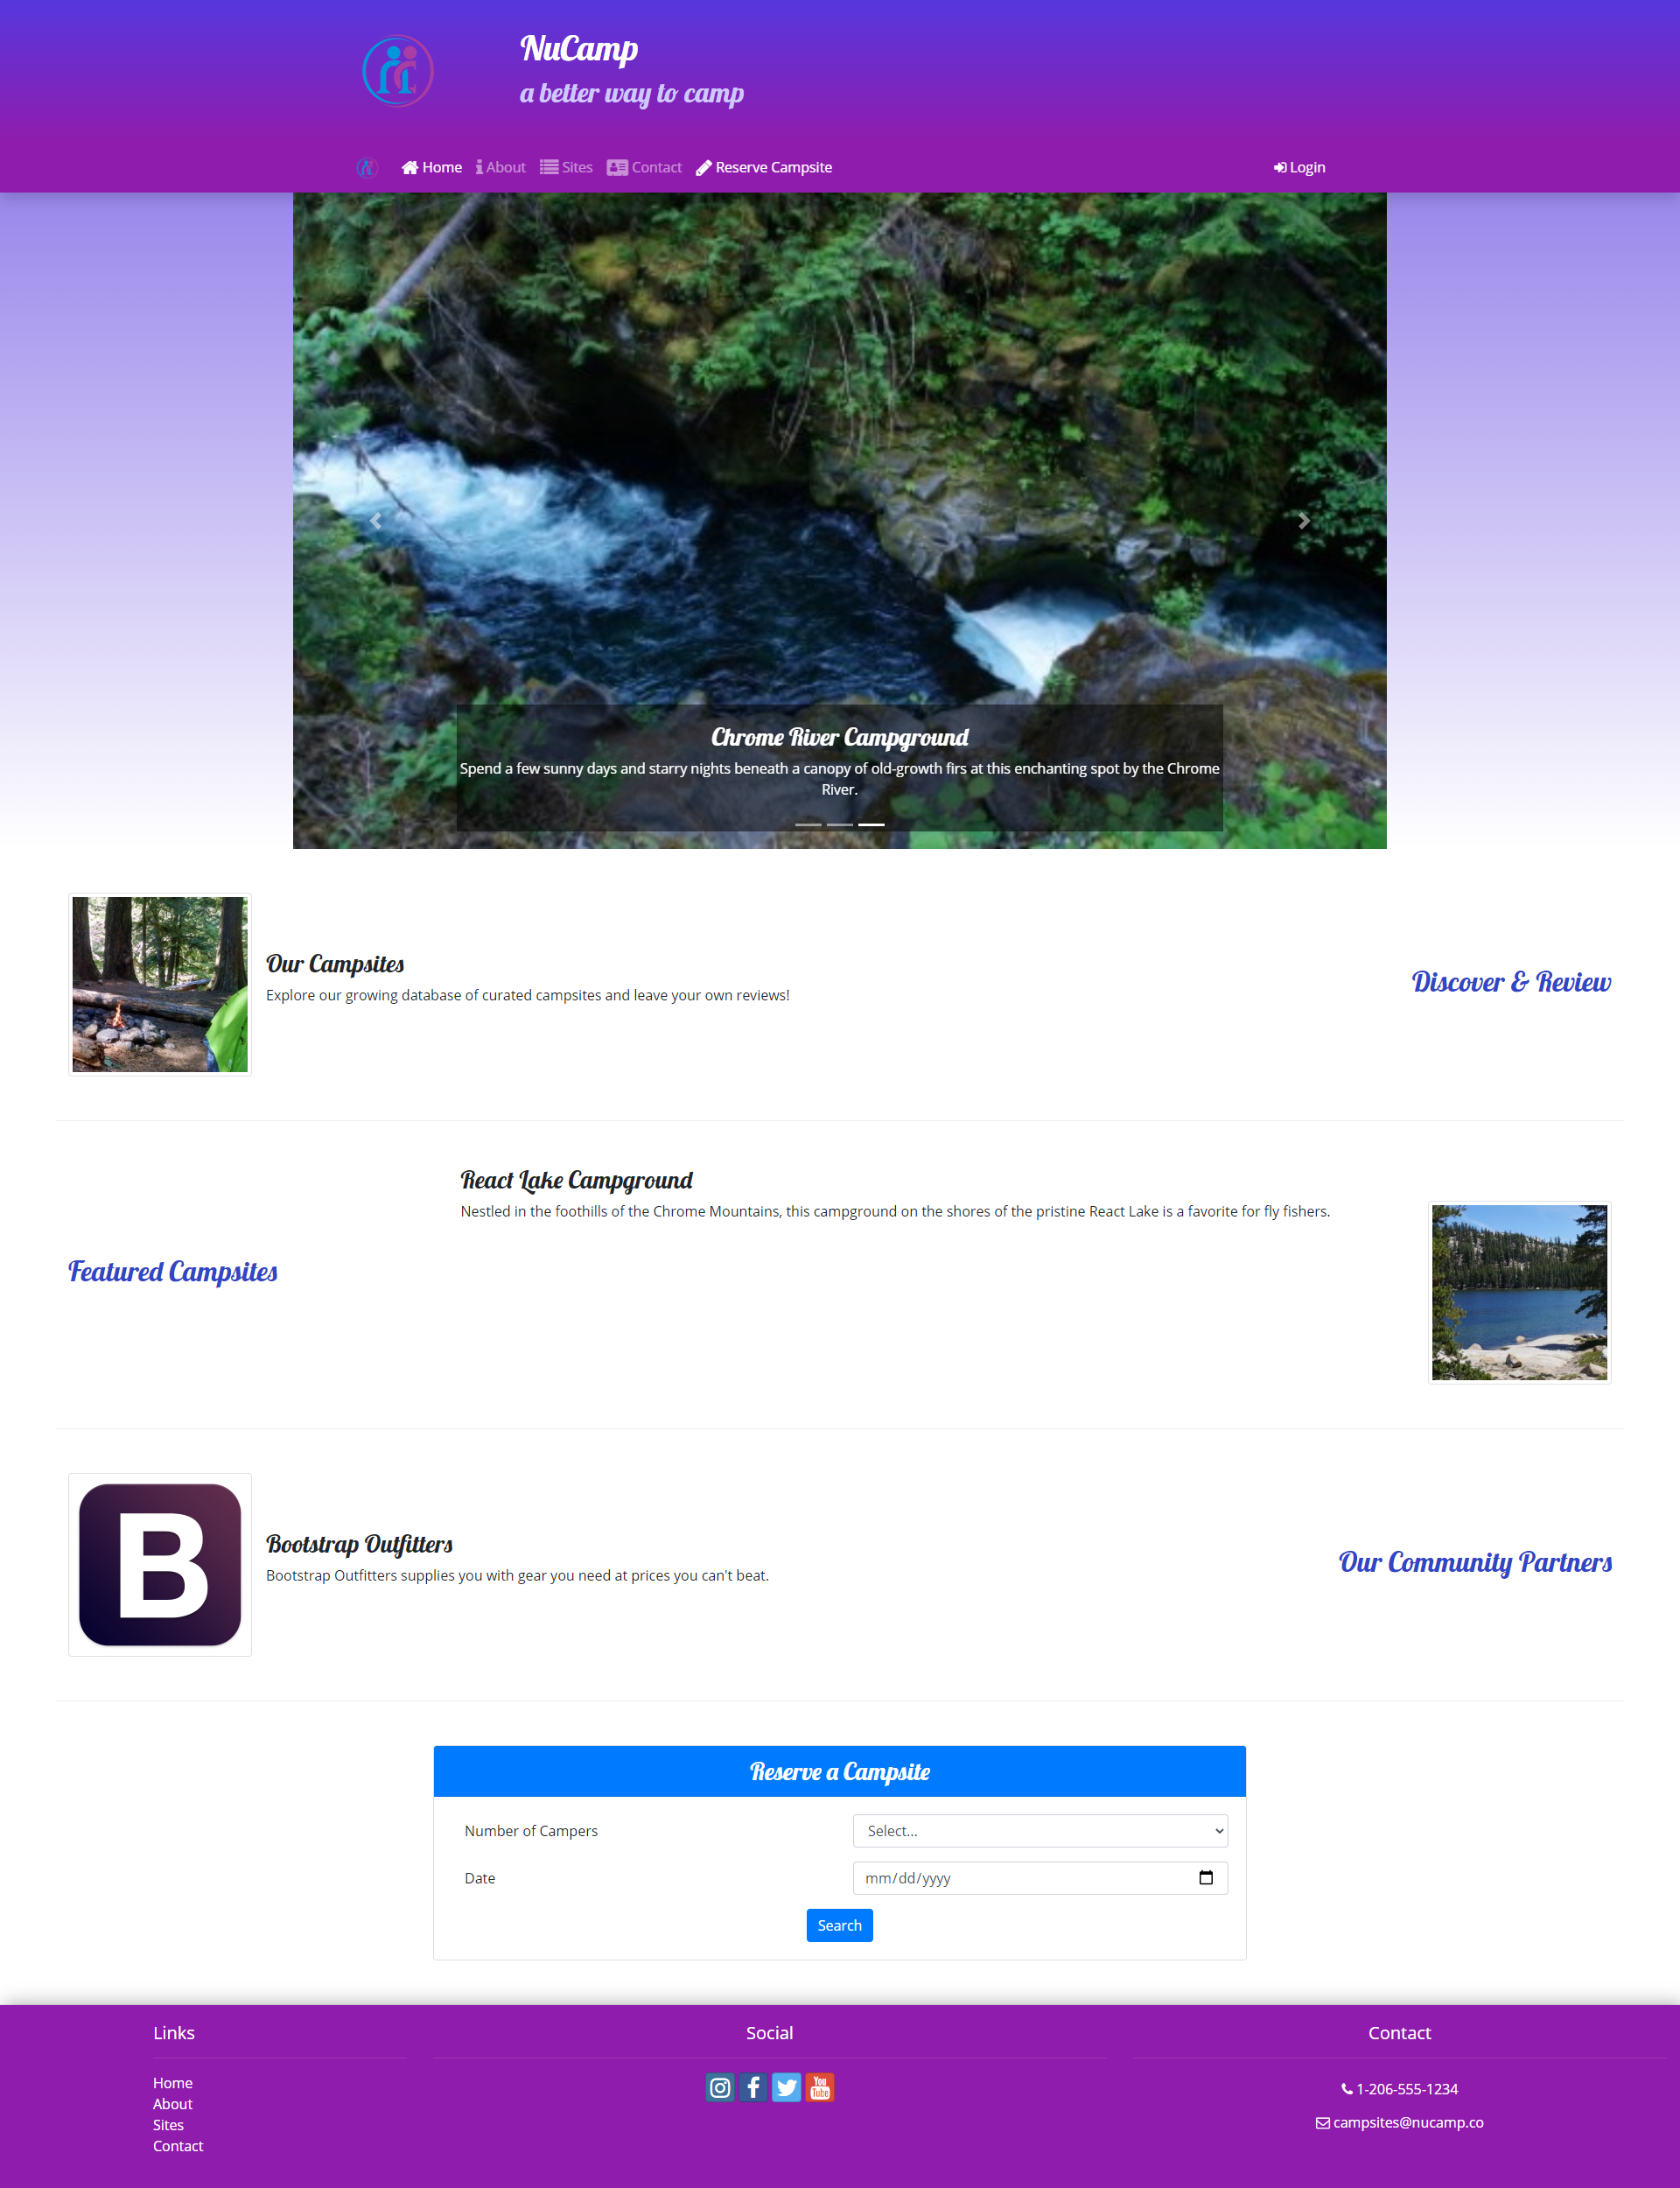 NuCamp
a better way to camp
Home About Sites Contact Reserve Campsite Login
Chrome River Campground
Spend a few sunny days and starry nights beneath a canopy of old-growth firs at this enchanting spot by the Chrome
River.
Our Campsites
Explore our growing database of curated campsites and leave your own reviews!
Discover & Review
React Lake Campground
Nestled in the foothills of the Chrome Mountains, this campground on the shores of the pristine React Lake is a favorite for fly fishers.
Featured Campsites
B
Bootstrap Outfitters
Bootstrap Outfitters supplies you with gear you need at prices you can't beat.
Our Community Partners
Reserve a Campsite
Number of Campers
Select...
Date
mm/dd/yyyy
Search
Links
Home
About
Sites
Contact
Social
You Tube
Contact
1-206-555-1234
campsites@nucamp.co